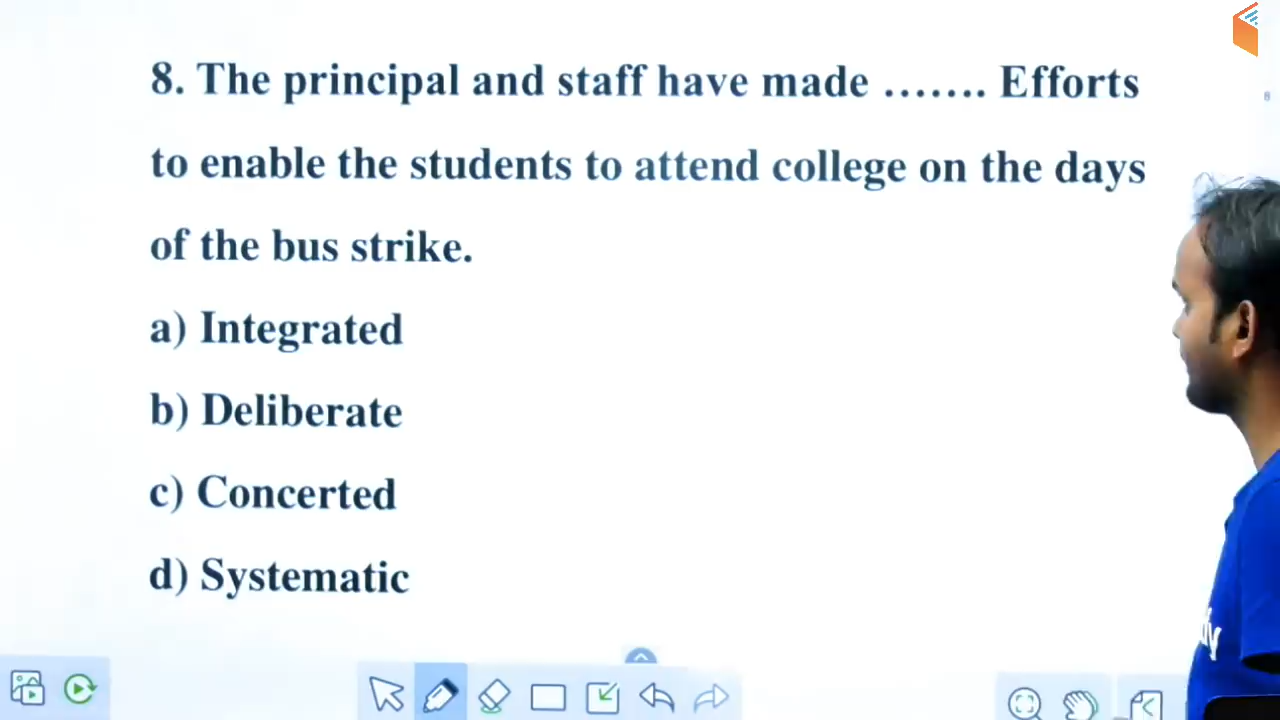 8. The principal and staff have made ....... Efforts
to enable the students to attend college on the days
of the bus strike.
a) Integrated
b) Deliberate
c) Concerted
d) Systematic
8